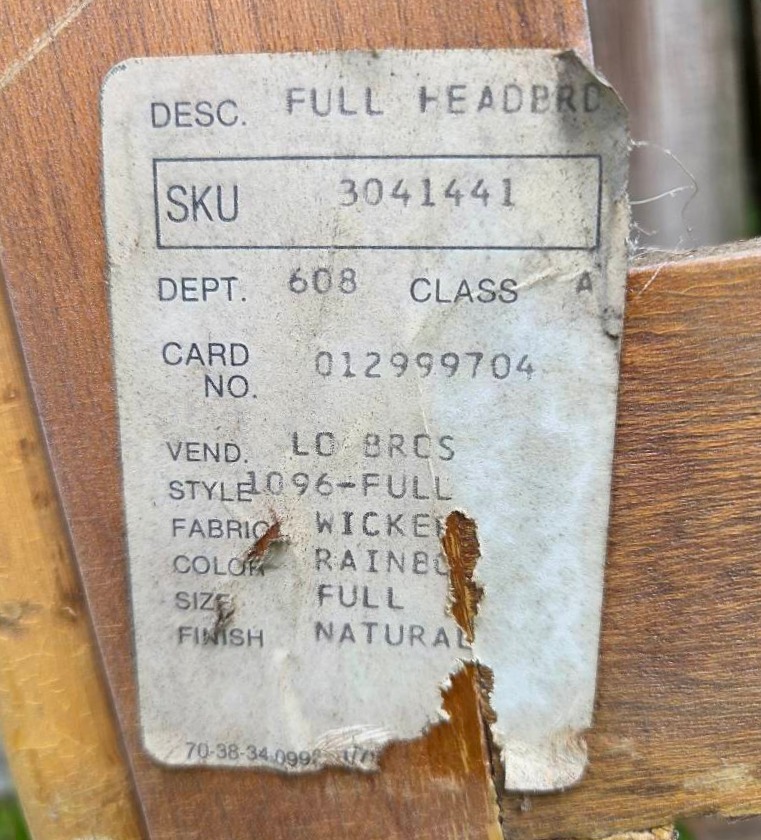 DESC. FULL HEADBRD
SKU 3041441
DEPT. 608 CLASS A
CARD NO. 012999704
VEND. LO BROS
STYLE 1096-FULL
FABRIC WICKE
COLOR RAINBO
SIZE FULL
FINISH NATURAL
70-38-34